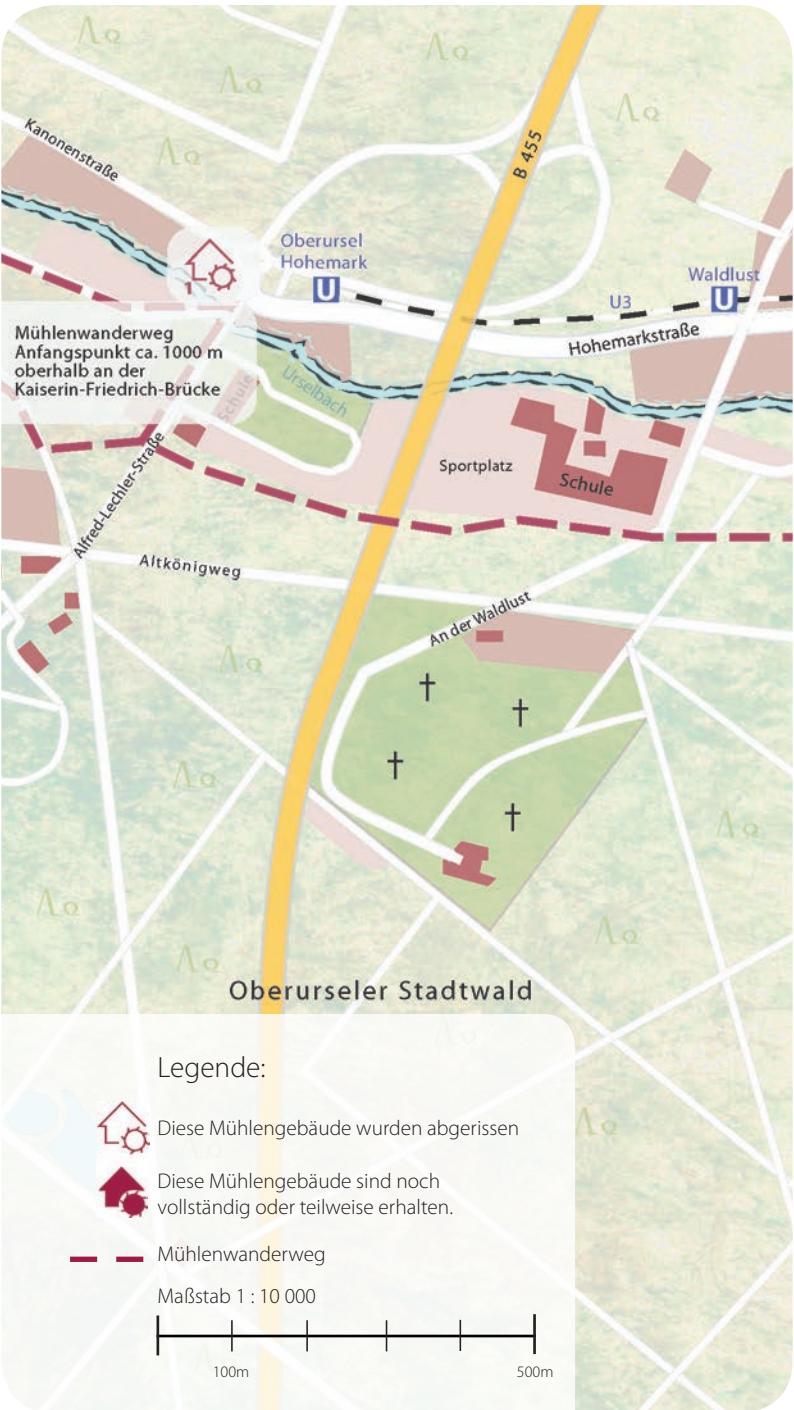 Kanonenstraße
B 455
Oberursel
Hohemark
U
1
U3
Waldlust
U
Hohemarkstraße
Mühlenwanderweg
Anfangspunkt ca. 1000 m
oberhalb an der
Kaiserin-Friedrich-Brücke
Schule
Urselbach
Sportplatz
Schule
Alfred-Lechler-Straße
Altkönigweg
An der Waldlust
Oberurseler Stadtwald
Legende:
Diese Mühlengebäude wurden abgerissen
Diese Mühlengebäude sind noch
vollständig oder teilweise erhalten.
Mühlenwanderweg
Maßstab 1 : 10 000
100m
500m